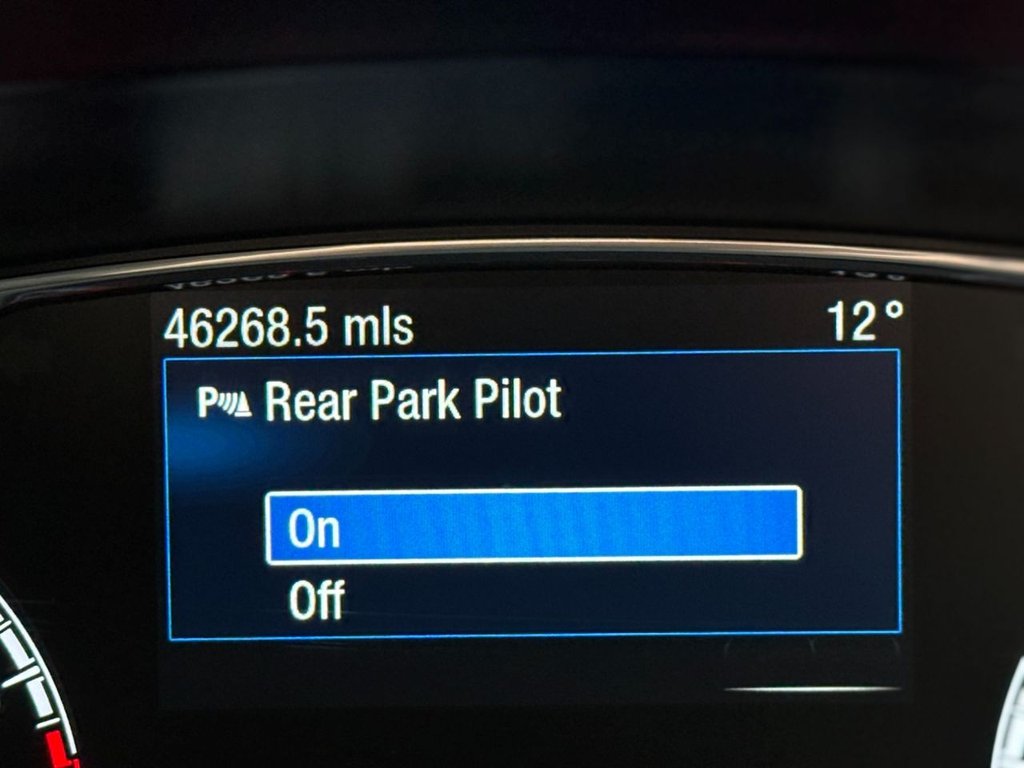 46268.5 mls 12°
P Rear Park Pilot
On
Off